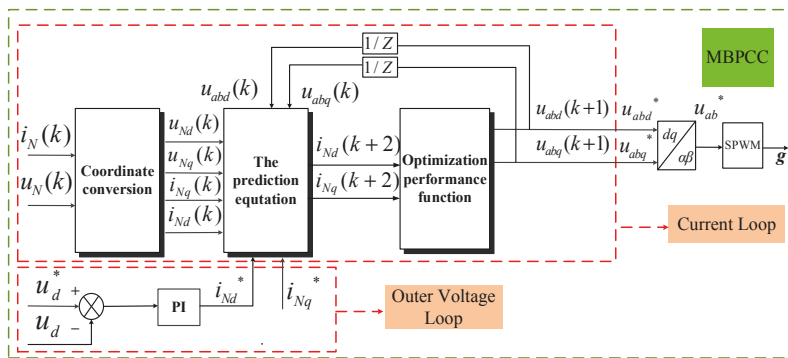 1/Z
MBPCC
1/Z
u_abd(k) u_abq(k)
u_abd(k+1) u_abd* u_ab*
i_N(k) u_Nd(k) i_Nd(k+2)
u_N(k) u_Nq(k) i_Nq(k+2)
i_Nq(k)
i_Nd(k)
Coordinate
conversion
The
prediction
equtation
Optimization
performance
function
u_abq(k+1) u_abq*
dq
αβ
SPWM
g
Current Loop
u_d* +
u_d −
PI
i_Nd* i_Nq*
Outer Voltage
Loop